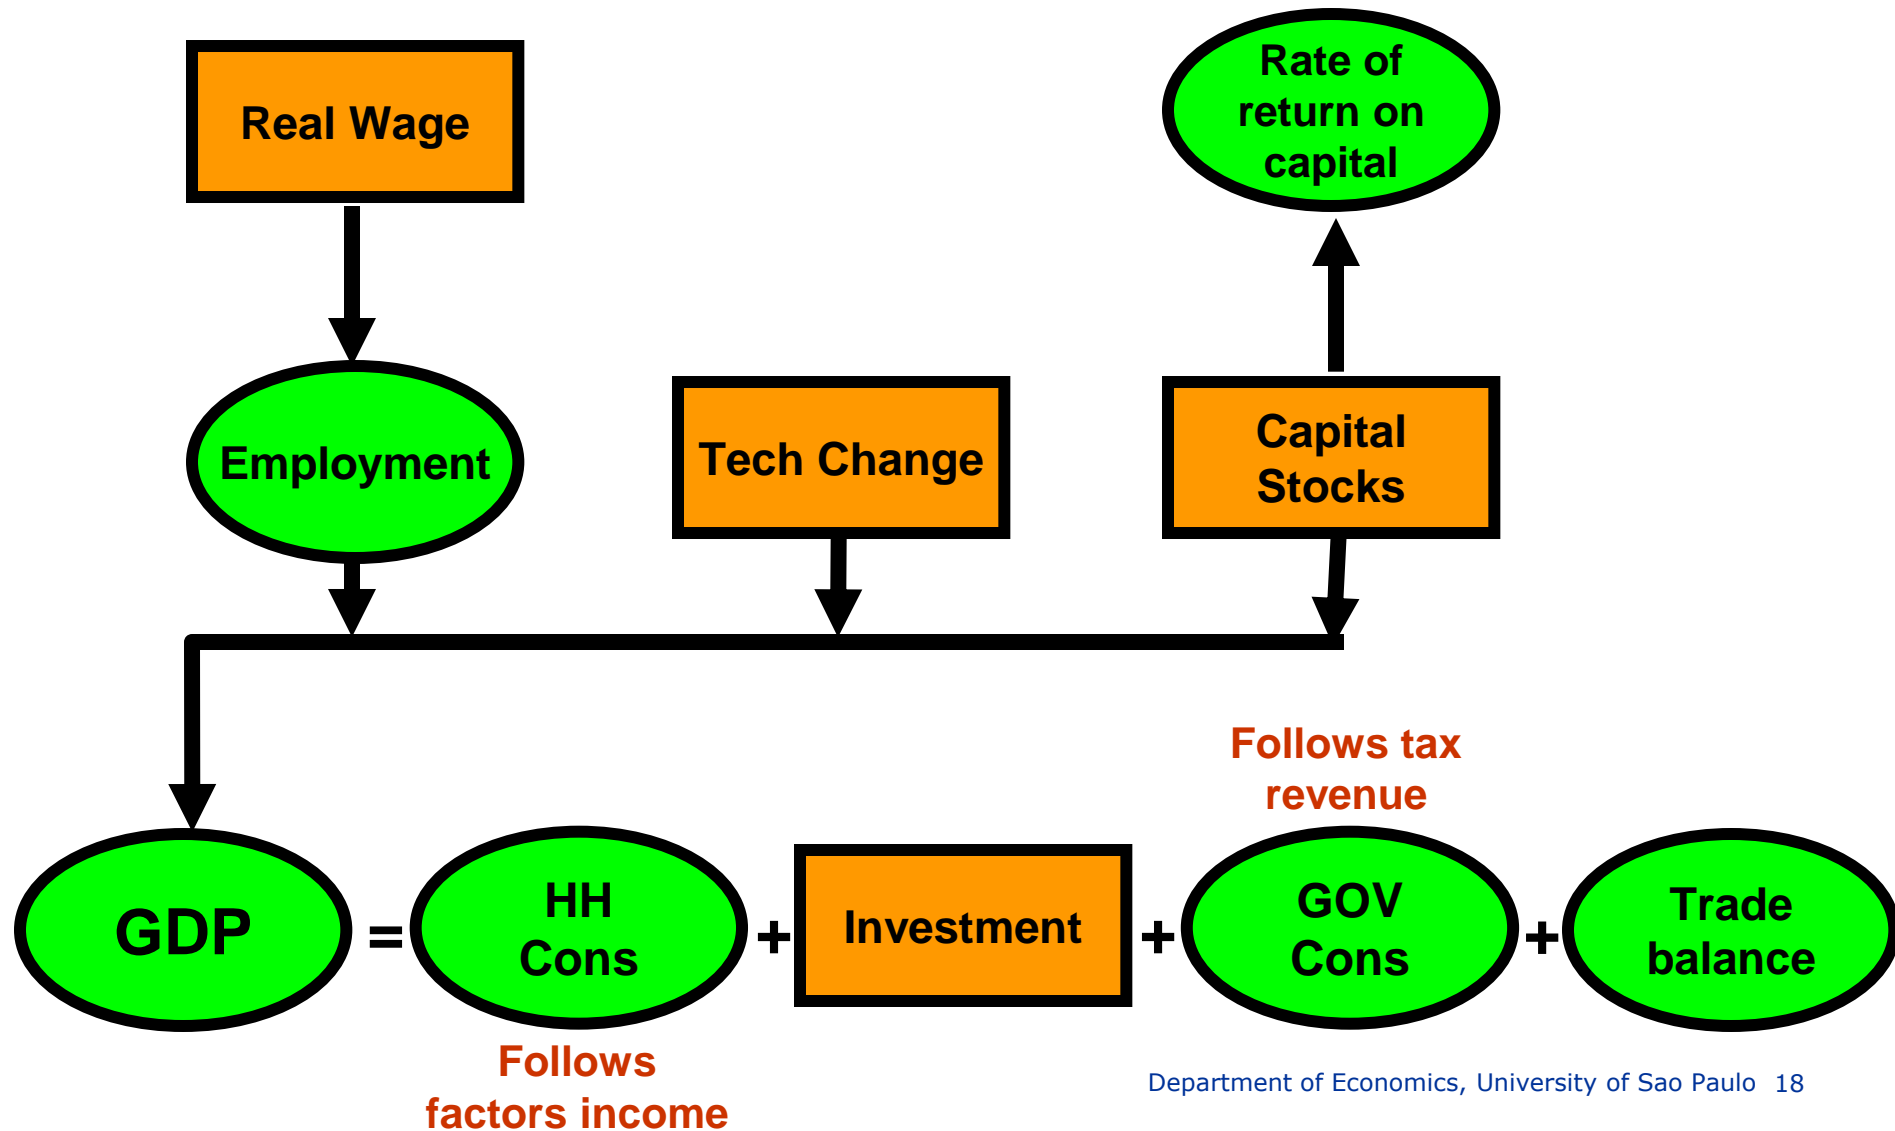 Real Wage
Rate of
return on
capital
Employment
Tech Change
Capital
Stocks
Follows tax
revenue
GDP
=
HH
Cons
+
Investment
+
GOV
Cons
+
Trade
balance
Follows
factors income
Department of Economics, University of Sao Paulo 18